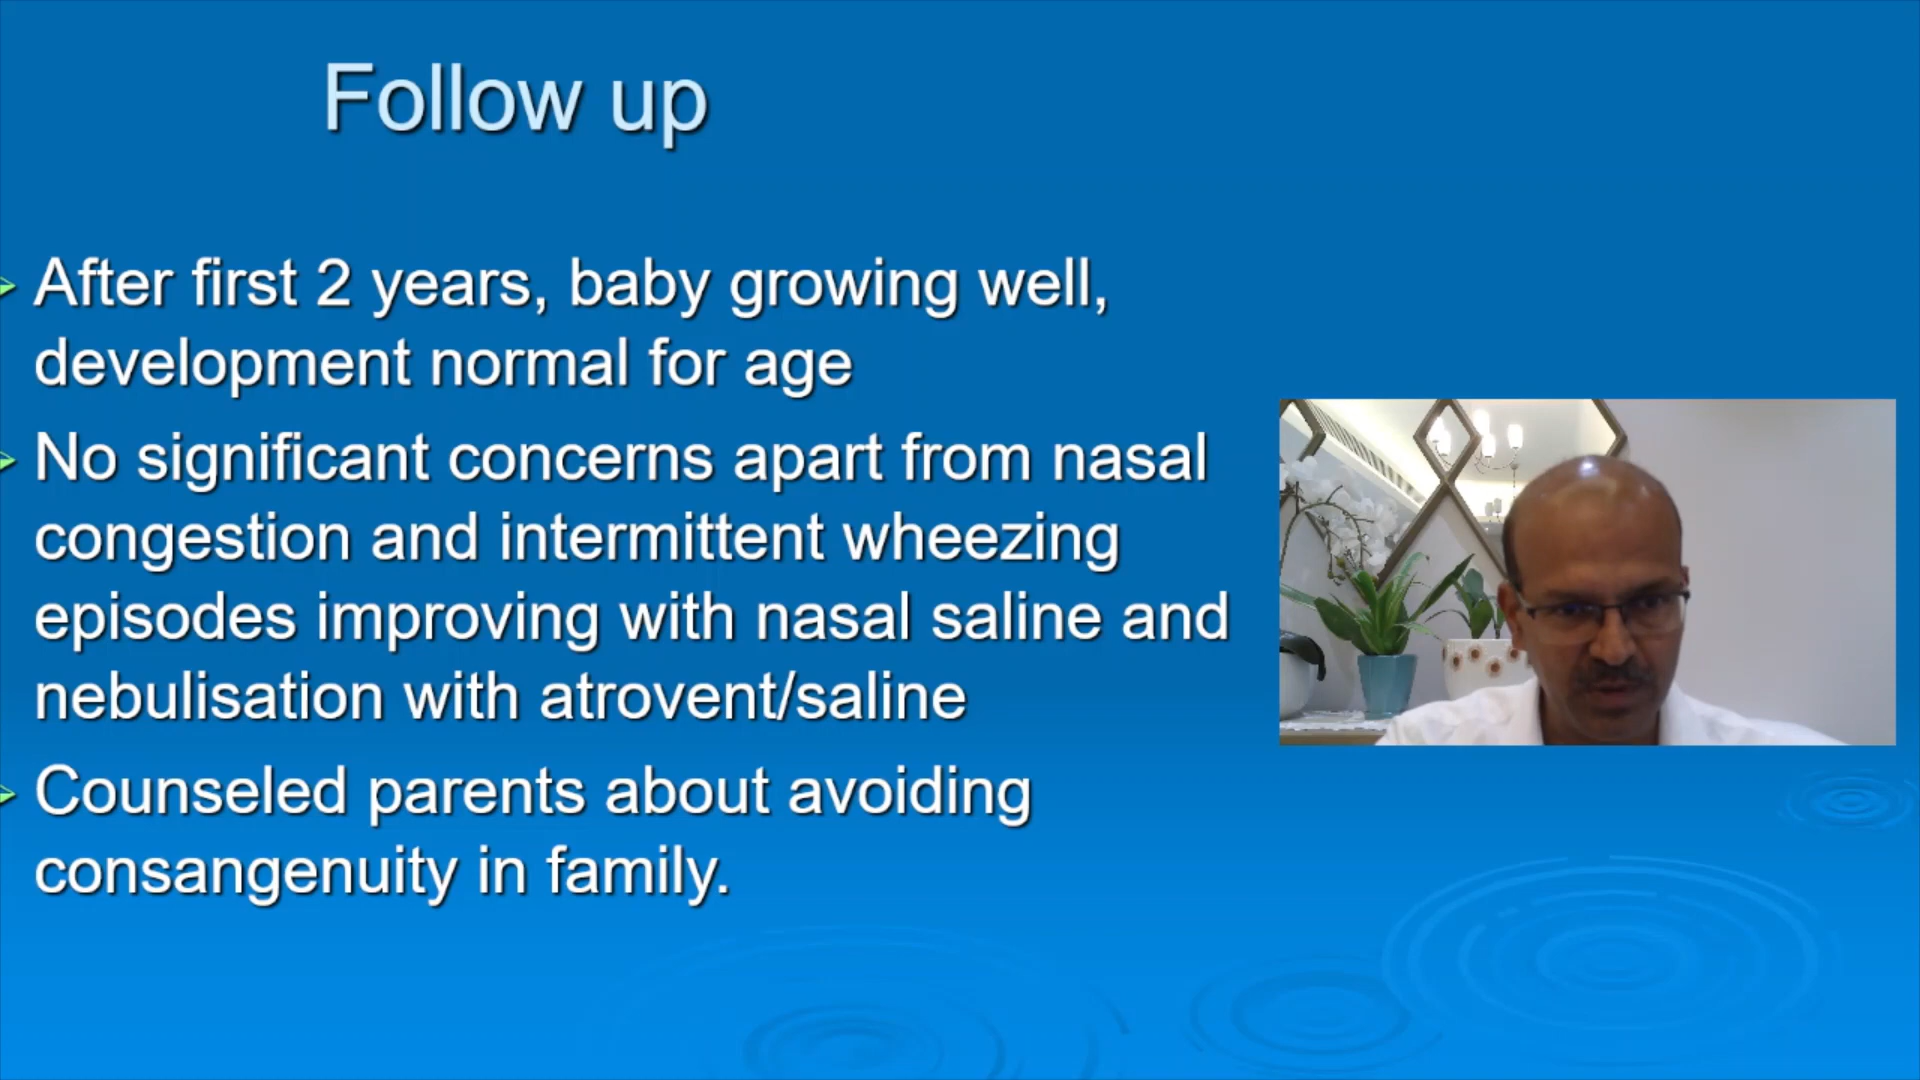 Follow up
After first 2 years, baby growing well,
development normal for age
No significant concerns apart from nasal
congestion and intermittent wheezing
episodes improving with nasal saline and
nebulisation with atrovent/saline
Counseled parents about avoiding
consangenuity in family.